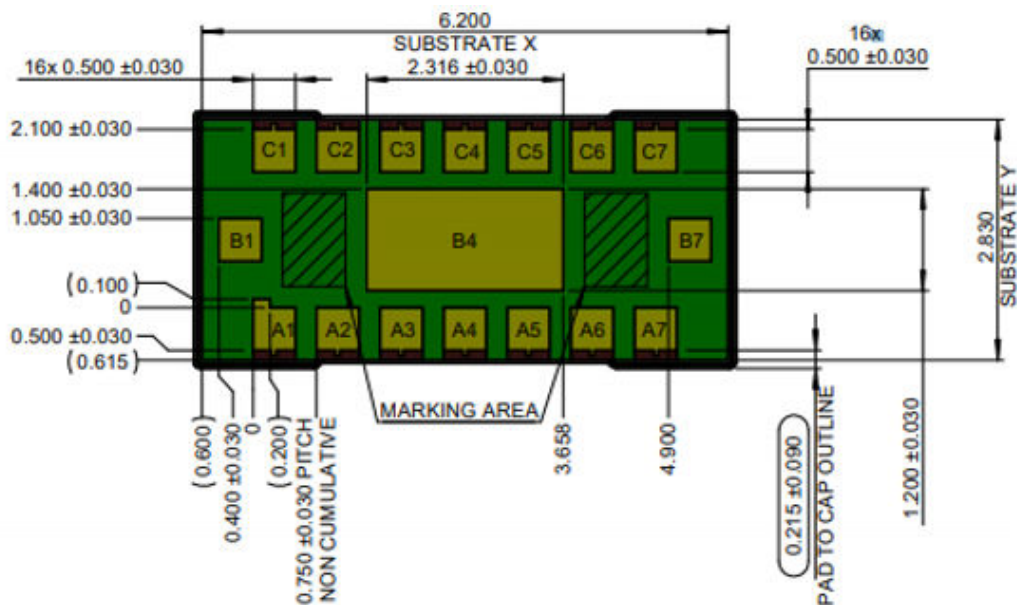 6.200
SUBSTRATE X
16x
0.500 ±0.030
16x 0.500 ±0.030
2.316 ±0.030
2.100 ±0.030
C1 C2 C3 C4 C5 C6 C7
1.400 ±0.030
1.050 ±0.030
B1 B4 B7
2.830
SUBSTRATE Y
(0.100)
0
A1 A2 A3 A4 A5 A6 A7
0.500 ±0.030
(0.615)
MARKING AREA
(0.600)
0.400 ±0.030
0
(0.200)
0.750 ±0.030 PITCH
NON CUMULATIVE
3.658
4.900
0.215 ±0.090
PAD TO CAP OUTLINE
1.200 ±0.030